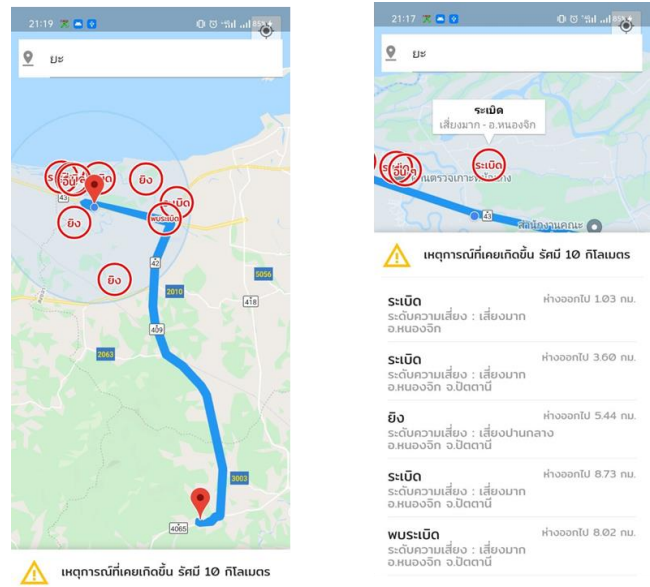 21:19
85%
ยะ
ยิง
ระเบิด
พบระเบิด
ยิง
ยิง
43
42
2010
5056
418
409
2063
3003
4065
เหตุการณ์ที่เคยเกิดขึ้น รัศมี 10 กิโลเมตร
21:17
ยะ
ระเบิด
เสี่ยงมาก - อ.หนองจิก
ระเบิด
อื่นๆ
43
สำนักงานคณะ
เหตุการณ์ที่เคยเกิดขึ้น รัศมี 10 กิโลเมตร
ระเบิด ห่างออกไป 1.03 กม.
ระดับความเสี่ยง : เสี่ยงมาก
อ.หนองจิก
ระเบิด ห่างออกไป 3.60 กม.
ระดับความเสี่ยง : เสี่ยงมาก
อ.หนองจิก จ.ปัตตานี
ยิง ห่างออกไป 5.44 กม.
ระดับความเสี่ยง : เสี่ยงปานกลาง
อ.หนองจิก จ.ปัตตานี
ระเบิด ห่างออกไป 8.73 กม.
ระดับความเสี่ยง : เสี่ยงมาก
อ.หนองจิก จ.ปัตตานี
พบระเบิด ห่างออกไป 8.02 กม.
ระดับความเสี่ยง : เสี่ยงมาก
อ.หนองจิก จ.ปัตตานี